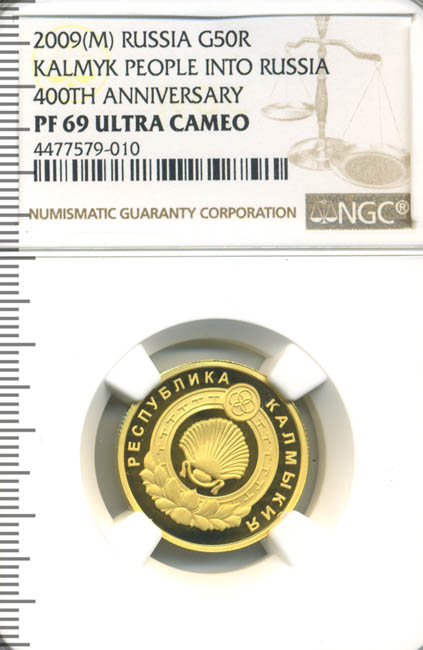 2009(M) RUSSIA G50R
KALMYK PEOPLE INTO RUSSIA
400TH ANNIVERSARY
PF 69 ULTRA CAMEO
4477579-010
NUMISMATIC GUARANTY CORPORATION
NGC®
РЕСПУБЛИКА КАЛМЫКИЯ